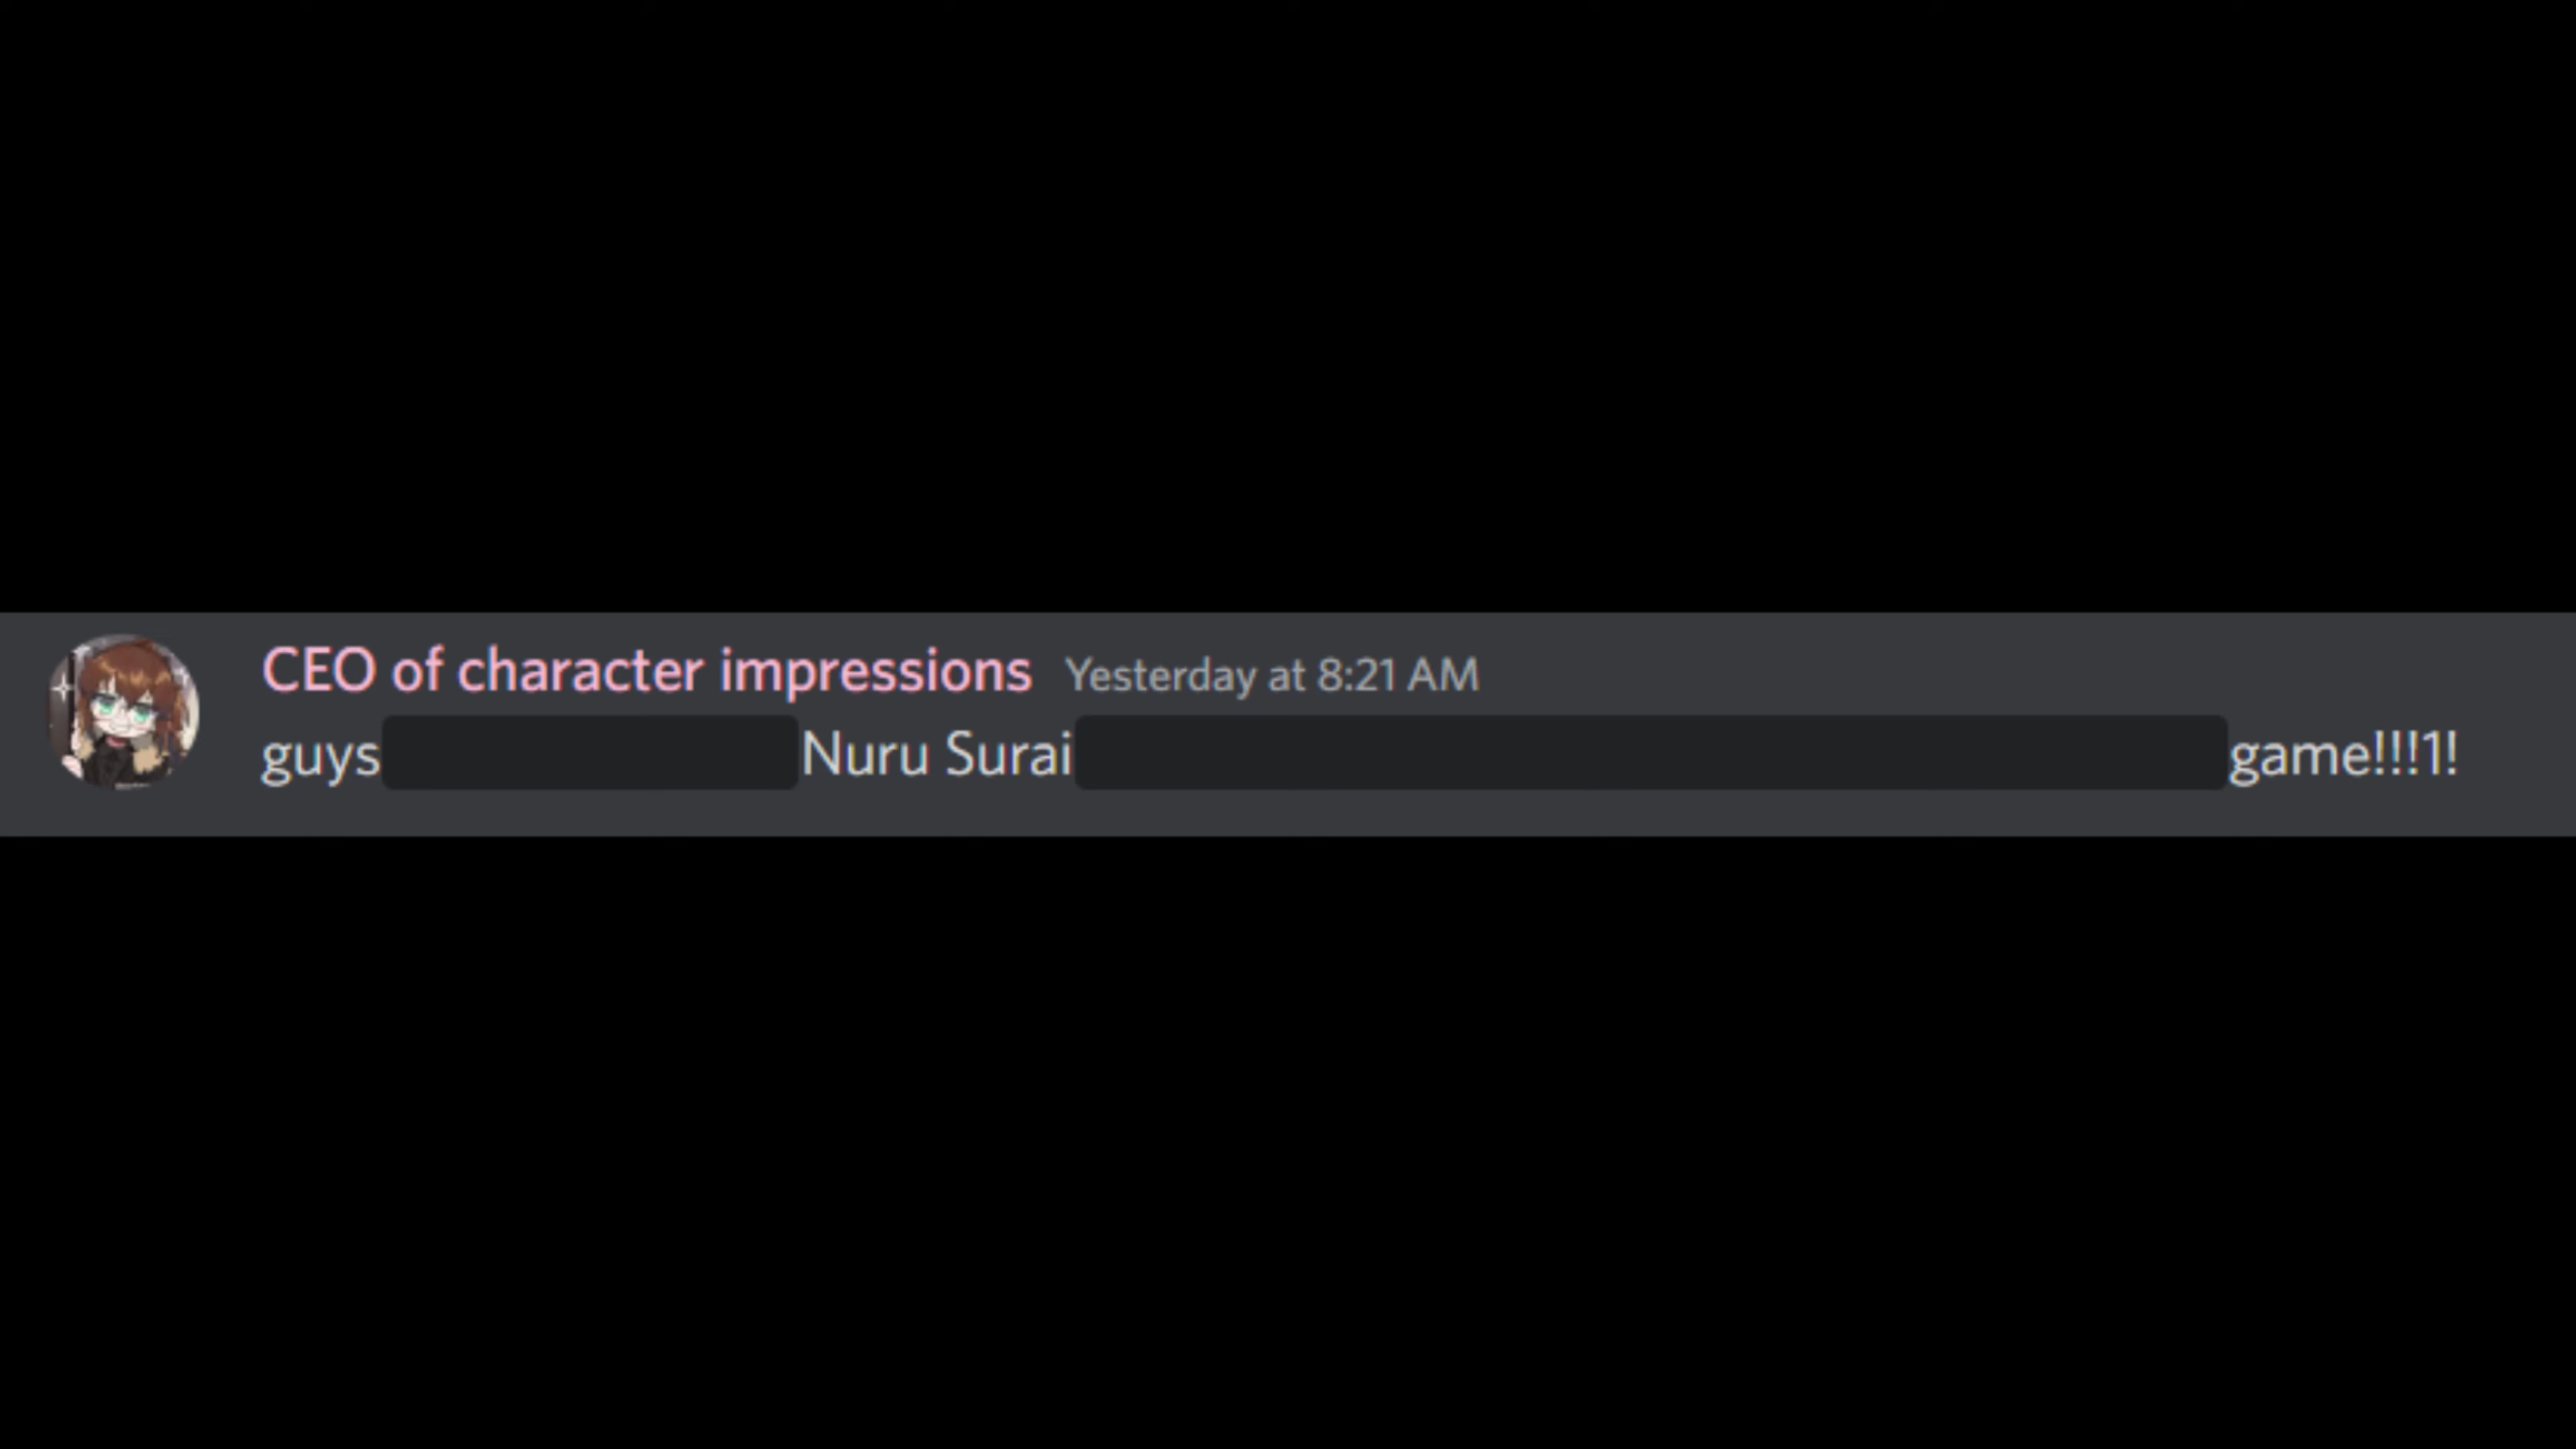 CEO of character impressions Yesterday at 8:21 AM
guys Nuru Surai game!!!1!